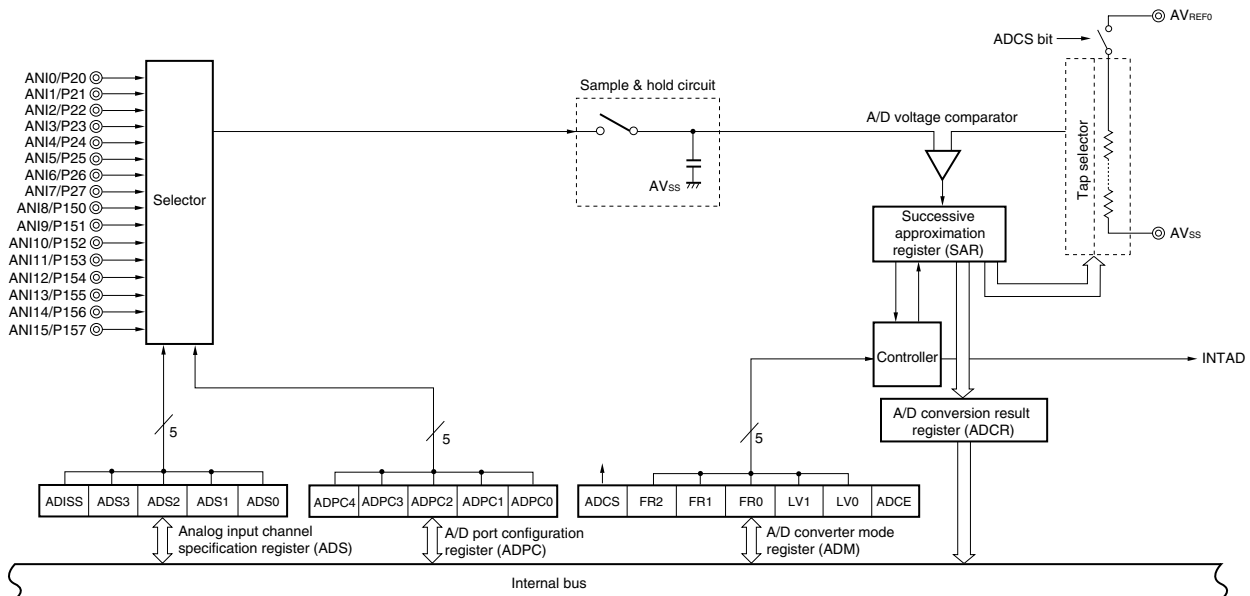 AVREF0
ADCS bit
ANI0/P20
ANI1/P21
ANI2/P22
ANI3/P23
ANI4/P24
ANI5/P25
ANI6/P26
ANI7/P27
ANI8/P150
ANI9/P151
ANI10/P152
ANI11/P153
ANI12/P154
ANI13/P155
ANI14/P156
ANI15/P157
Selector
Sample & hold circuit
AVSS
A/D voltage comparator
Tap selector
AVSS
Successive
approximation
register (SAR)
Controller
INTAD
A/D conversion result
register (ADCR)
5
5
5
ADISS ADS3 ADS2 ADS1 ADS0
ADPC4 ADPC3 ADPC2 ADPC1 ADPC0
ADCS FR2 FR1 FR0 LV1 LV0 ADCE
Analog input channel
specification register (ADS)
A/D port configuration
register (ADPC)
A/D converter mode
register (ADM)
Internal bus